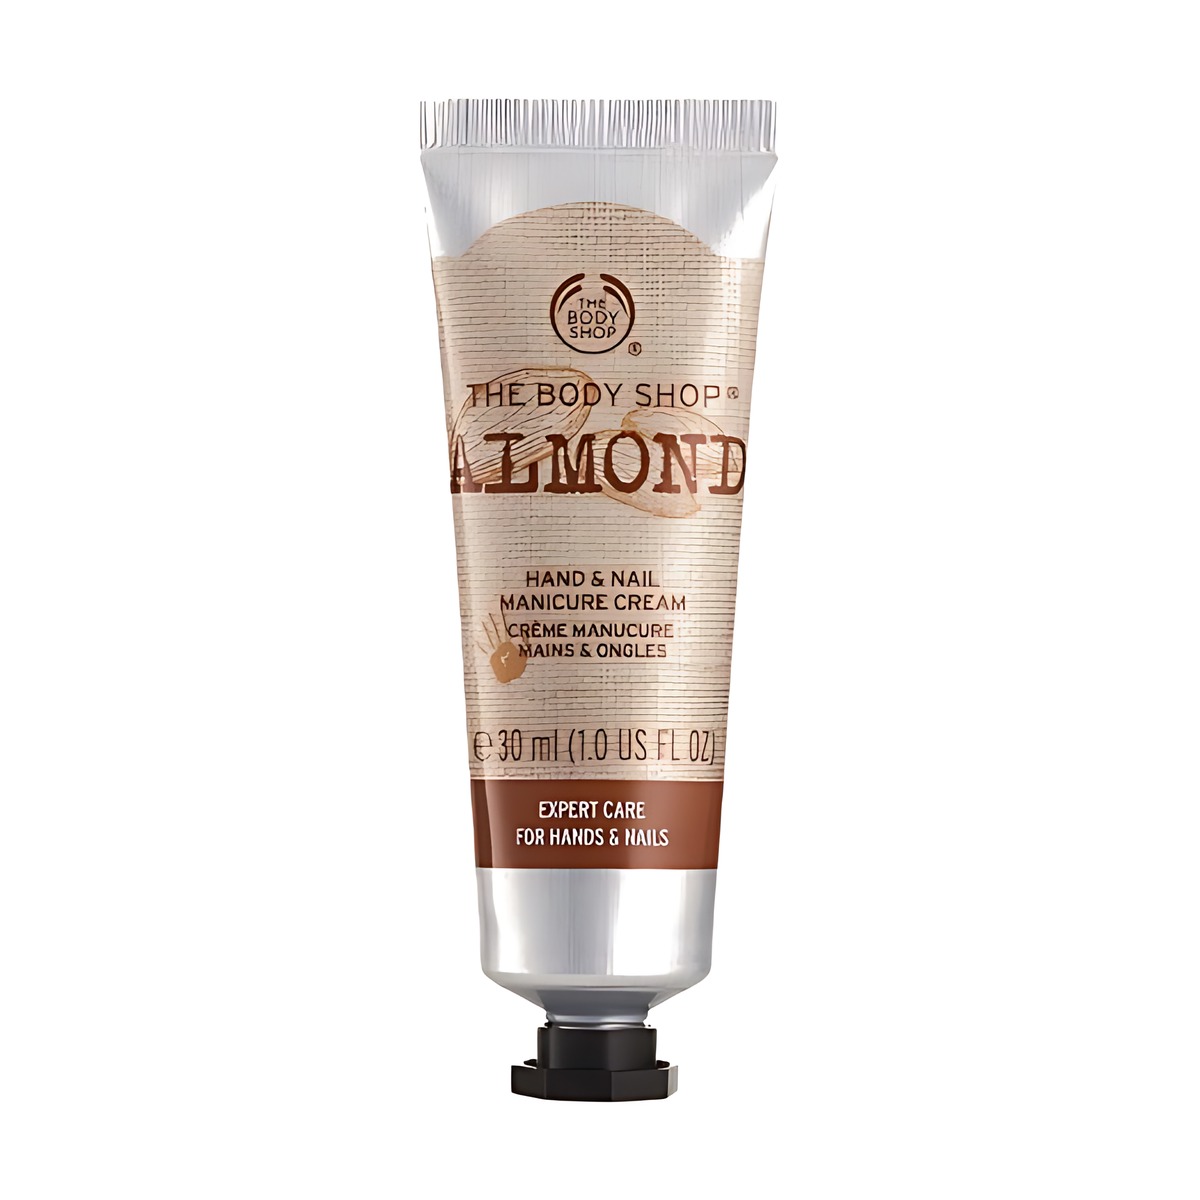 THE
BODY
SHOP
®
THE BODY SHOP®
ALMOND
HAND & NAIL
MANICURE CREAM
CRÈME MANUCURE
MAINS & ONGLES
℮ 30 ml (1.0 US FL OZ)
EXPERT CARE
FOR HANDS & NAILS